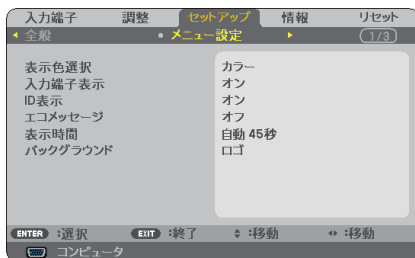 入力端子 調整 セットアップ 情報 リセット
全般 メニュー設定 (1/3)
表示色選択 カラー
入力端子表示 オン
ID表示 オン
エコメッセージ オフ
表示時間 自動 45秒
バックグラウンド ロゴ
ENTER :選択 EXIT :終了 :移動 :移動
コンピュータ